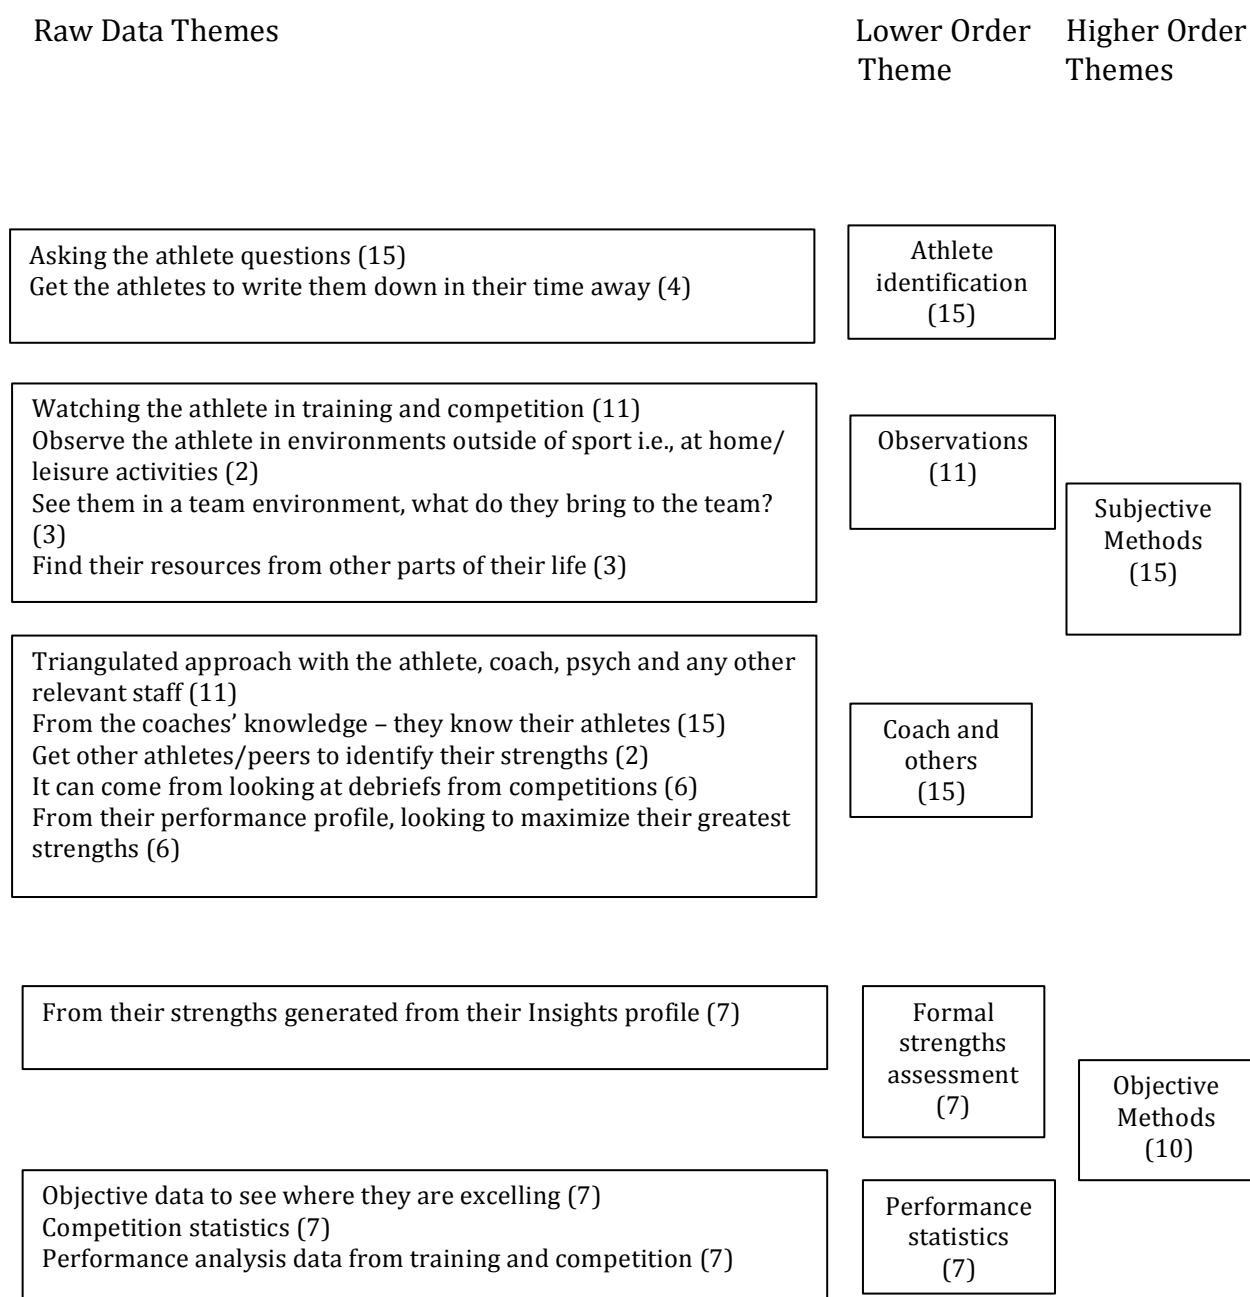 Raw Data Themes
Lower Order
Theme
Higher Order
Themes
Asking the athlete questions (15)
Get the athletes to write them down in their time away (4)
Athlete
identification
(15)
Watching the athlete in training and competition (11)
Observe the athlete in environments outside of sport i.e., at home/
leisure activities (2)
See them in a team environment, what do they bring to the team?
(3)
Find their resources from other parts of their life (3)
Observations
(11)
Subjective
Methods
(15)
Triangulated approach with the athlete, coach, psych and any other
relevant staff (11)
From the coaches’ knowledge – they know their athletes (15)
Get other athletes/peers to identify their strengths (2)
It can come from looking at debriefs from competitions (6)
From their performance profile, looking to maximize their greatest
strengths (6)
Coach and
others
(15)
From their strengths generated from their Insights profile (7)
Formal
strengths
assessment
(7)
Objective
Methods
(10)
Objective data to see where they are excelling (7)
Competition statistics (7)
Performance analysis data from training and competition (7)
Performance
statistics
(7)